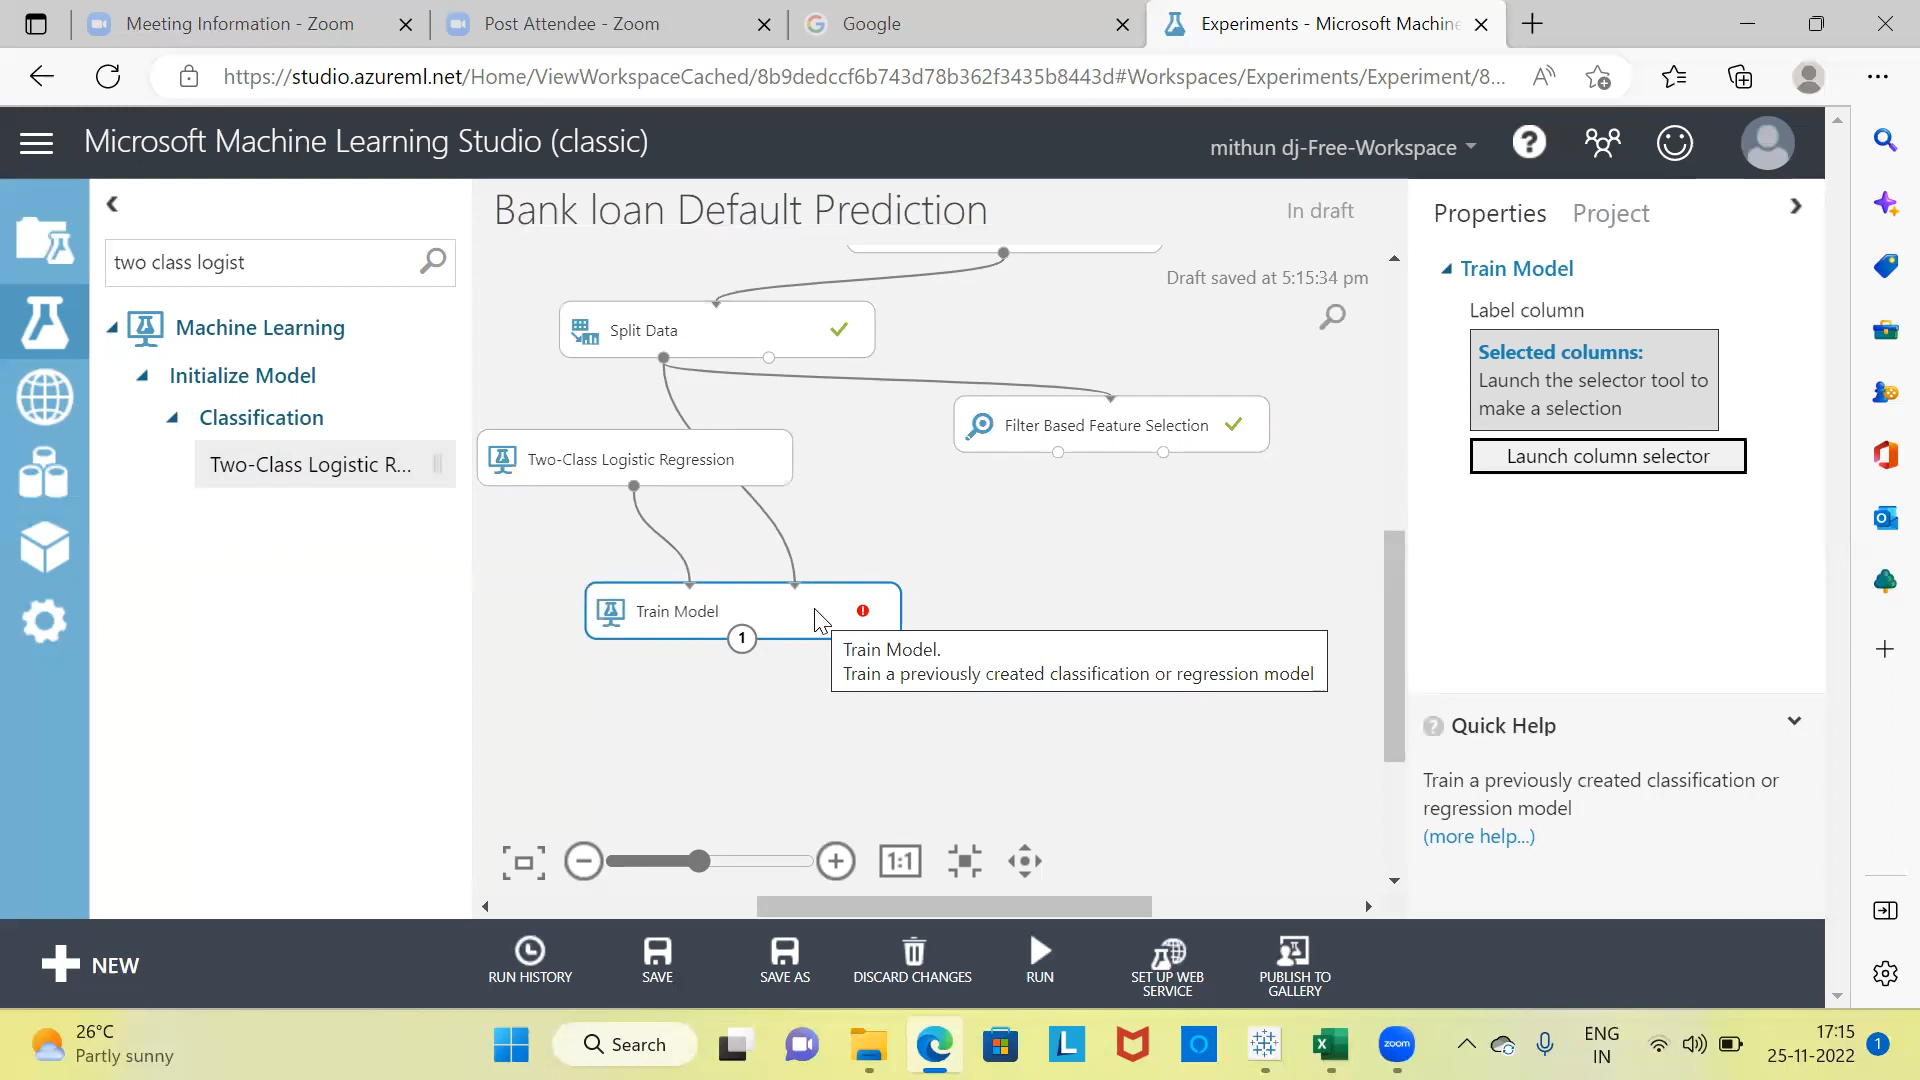 Meeting Information - Zoom
Post Attendee - Zoom
Google
Experiments - Microsoft Machine
https://studio.azureml.net/Home/ViewWorkspaceCached/8b9dedccf6b743d78b362f3435b8443d#Workspaces/Experiments/Experiment/8...
Microsoft Machine Learning Studio (classic)
mithun dj-Free-Workspace
?
two class logist
Machine Learning
Initialize Model
Classification
Two-Class Logistic R...
Bank loan Default Prediction
In draft
Draft saved at 5:15:34 pm
Split Data
Filter Based Feature Selection
Two-Class Logistic Regression
Train Model
1
Train Model.
Train a previously created classification or regression model
1:1
Properties
Project
Train Model
Label column
Selected columns:
Launch the selector tool to
make a selection
Launch column selector
? Quick Help
Train a previously created classification or
regression model
(more help...)
NEW
RUN HISTORY
SAVE
SAVE AS
DISCARD CHANGES
RUN
SET UP WEB
SERVICE
PUBLISH TO
GALLERY
26°C
Partly sunny
Search
L
X
zoom
ENG
IN
17:15
25-11-2022
1